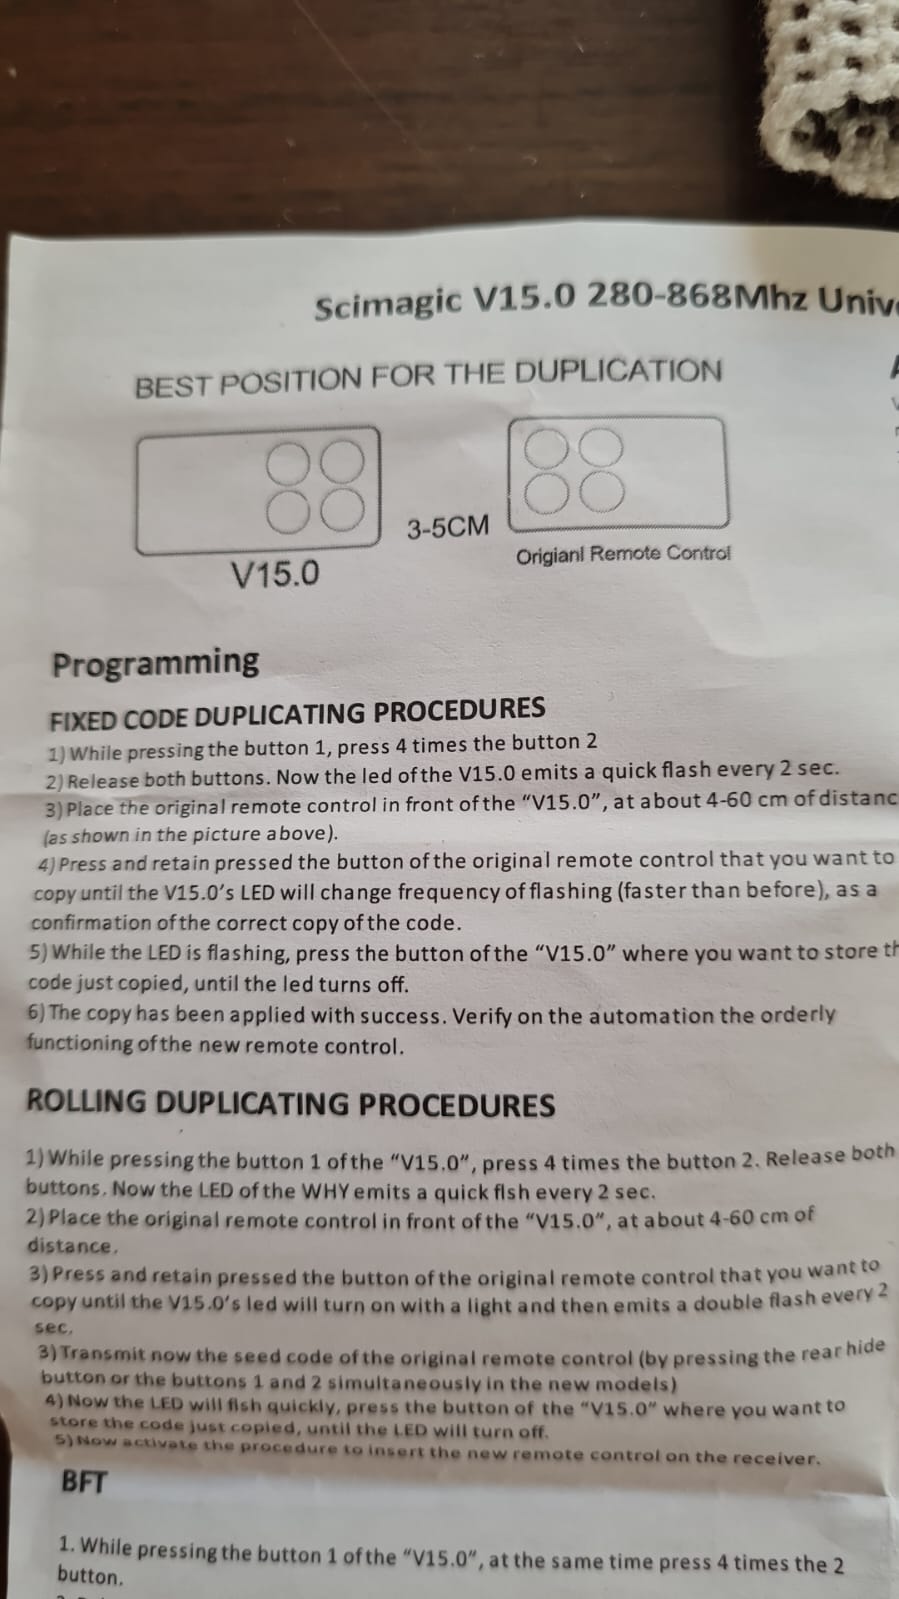 Scimagic V15.0 280-868Mhz
BEST POSITION FOR THE DUPLICATION
3-5CM
V15.0
Origianl Remote Control
Programming
FIXED CODE DUPLICATING PROCEDURES
1) While pressing the button 1, press 4 times the button 2
2) Release both buttons. Now the led of the V15.0 emits a quick flash every 2 sec.
3) Place the original remote control in front of the “V15.0”, at about 4-60 cm of distanc
(as shown in the picture above).
4) Press and retain pressed the button of the original remote control that you want to
copy until the V15.0’s LED will change frequency of flashing (faster than before), as a
confirmation of the correct copy of the code.
5) While the LED is flashing, press the button of the “V15.0” where you want to store th
code just copied, until the led turns off.
6) The copy has been applied with success. Verify on the automation the orderly
functioning of the new remote control.
ROLLING DUPLICATING PROCEDURES
1) While pressing the button 1 of the “V15.0”, press 4 times the button 2. Release both
buttons. Now the LED of the WHY emits a quick flsh every 2 sec.
2) Place the original remote control in front of the “V15.0”, at about 4-60 cm of
distance.
3) Press and retain pressed the button of the original remote control that you want to
copy until the V15.0’s led will turn on with a light and then emits a double flash every 2
sec.
3) Transmit now the seed code of the original remote control (by pressing the rear hide
button or the buttons 1 and 2 simultaneously in the new models)
4) Now the LED will flsh quickly, press the button of the “V15.0” where you want to
store the code just copied, until the LED will turn off.
5) Now activate the procedure to insert the new remote control on the receiver.
BFT
1. While pressing the button 1 of the “V15.0”, at the same time press 4 times the 2
button.